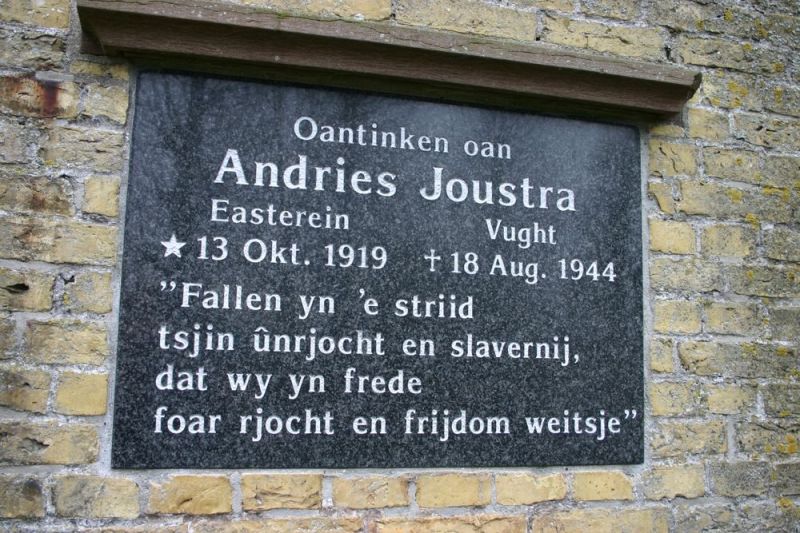 Oantinken oan
Andries Joustra
Easterein Vught
★ 13 Okt. 1919 † 18 Aug. 1944
"Fallen yn 'e striid
tsjin ûnrjocht en slavernij,
dat wy yn frede
foar rjocht en frijdom weitsje"